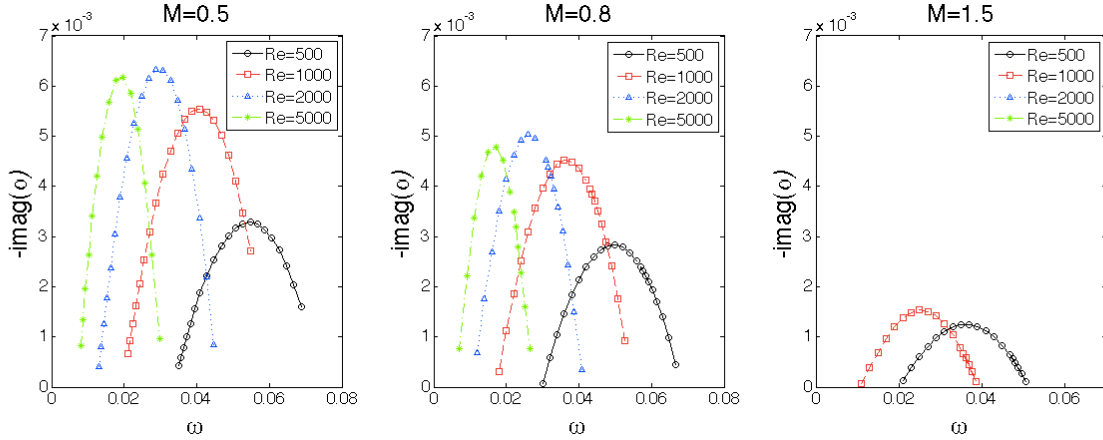 M=0.5
7 x 10⁻³
6
5
4
3
2
1
0
0
0.02
0.04
0.06
0.08
-imag(α)
ω
Re=500
Re=1000
Re=2000
Re=5000
M=0.8
7 x 10⁻³
6
5
4
3
2
1
0
0
0.02
0.04
0.06
0.08
-imag(α)
ω
Re=500
Re=1000
Re=2000
Re=5000
M=1.5
7 x 10⁻³
6
5
4
3
2
1
0
0
0.02
0.04
0.06
-imag(α)
ω
Re=500
Re=1000
Re=2000
Re=5000